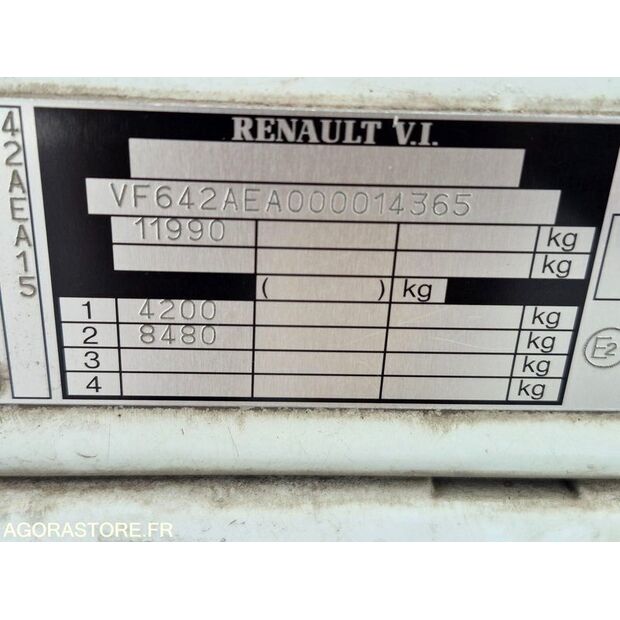 42AEA15
RENAULT V.I.
VF642AEA000014365
11990 kg
kg
( ) kg
1 4200 kg
2 8480 kg
3 kg
4 kg
E2
AGORASTORE.FR